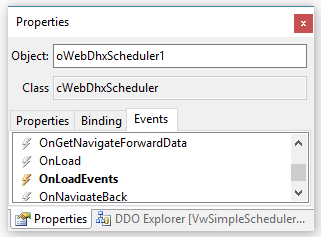 Properties
x
Object: oWebDhxScheduler1
Class cWebDhxScheduler
Properties Binding Events
OnGetNavigateForwardData
OnLoad
OnLoadEvents
OnNavigateBack
Properties DDO Explorer [VwSimpleScheduler...